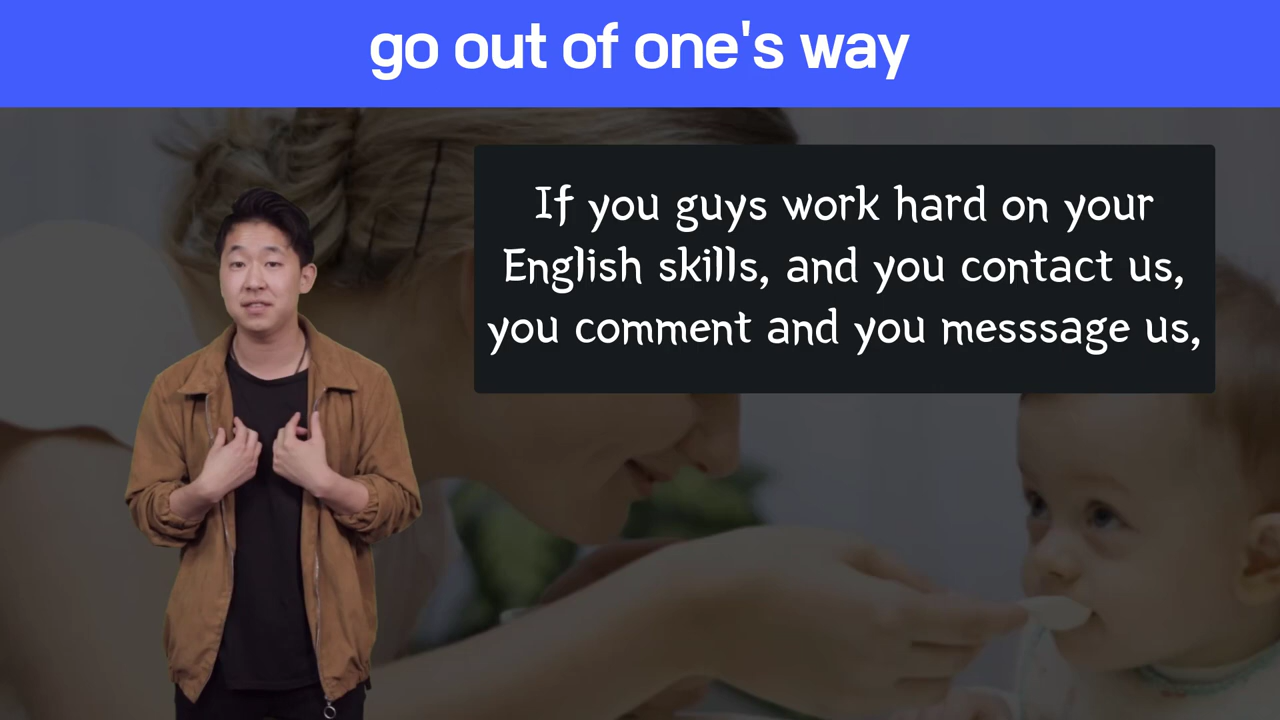 go out of one's way
If you guys work hard on your
English skills, and you contact us,
you comment and you messsage us,